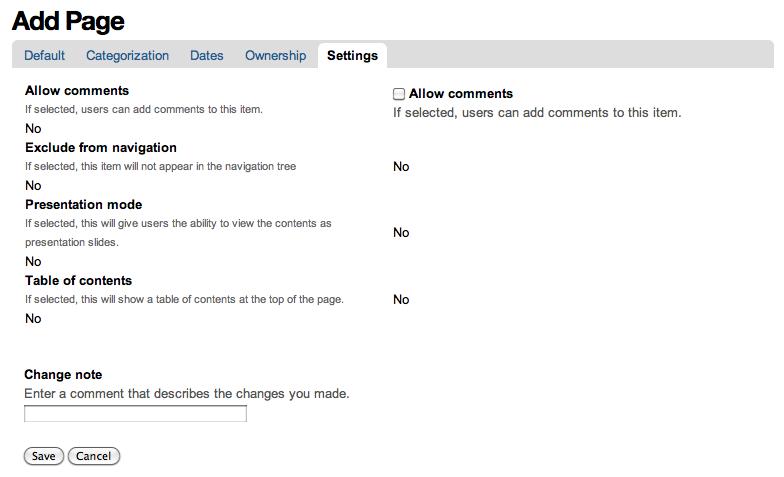 Add Page
Default Categorization Dates Ownership Settings
Allow comments
If selected, users can add comments to this item.
No
Allow comments
If selected, users can add comments to this item.
Exclude from navigation
If selected, this item will not appear in the navigation tree
No
No
Presentation mode
If selected, this will give users the ability to view the contents as
presentation slides.
No
No
Table of contents
If selected, this will show a table of contents at the top of the page.
No
No
Change note
Enter a comment that describes the changes you made.
Save Cancel